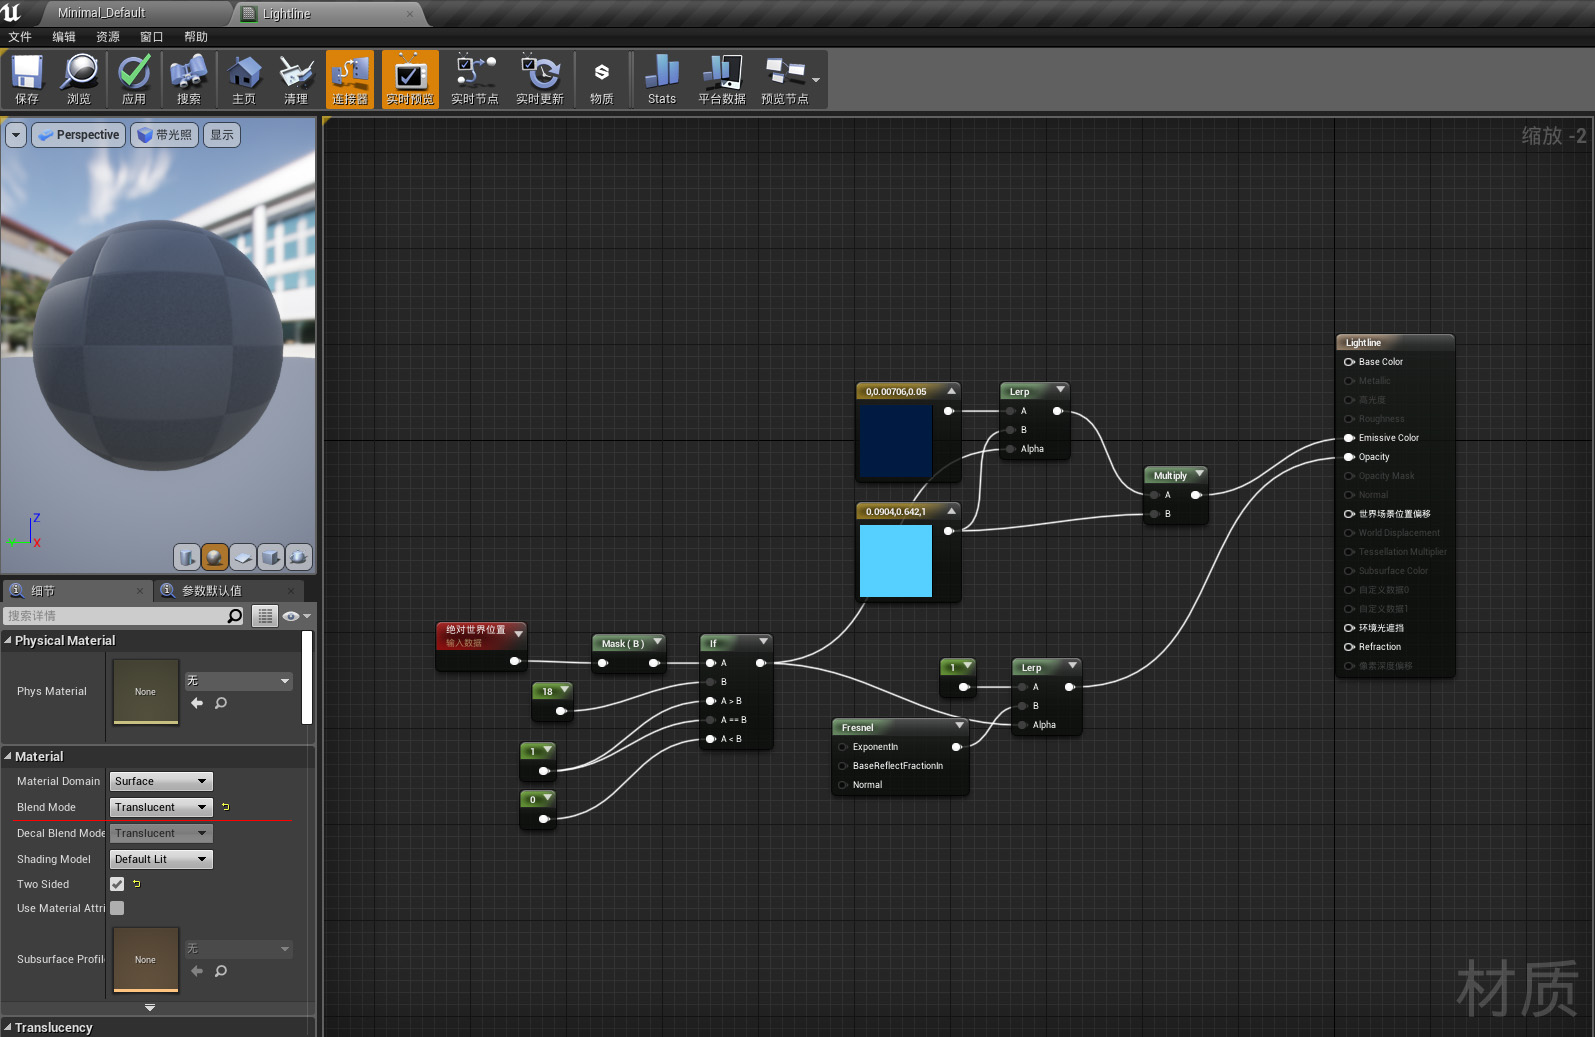 Minimal_Default
Lightline
文件 编辑 资源 窗口 帮助
保存 浏览 应用 搜索 主页 清理 连接器 实时预览 实时节点 实时更新 物质 Stats 平台数据 预览节点
Perspective 带光照 显示
缩放 -2
Z
Y X
细节
参数默认值
搜索详情
Physical Material
Phys Material
None
无
Material
Material Domain Surface
Blend Mode Translucent
Decal Blend Mode Translucent
Shading Model Default Lit
Two Sided
Use Material Attri
Subsurface Profil
None
无
Translucency
绝对世界位置
输入数据
Mask ( B )
If
A
B
A > B
A == B
A < B
18
1
0
0,0.00706,0.05
0.0904,0.642,1
Lerp
A
B
Alpha
Multiply
A
B
1
Lerp
A
B
Alpha
Fresnel
ExponentIn
BaseReflectFractionIn
Normal
Lightline
Base Color
Metallic
高光度
Roughness
Emissive Color
Opacity
Opacity Mask
Normal
世界场景位置偏移
World Displacement
Tessellation Multiplier
Subsurface Color
自定义数据0
自定义数据1
环境光遮挡
Refraction
像素深度偏移
材质